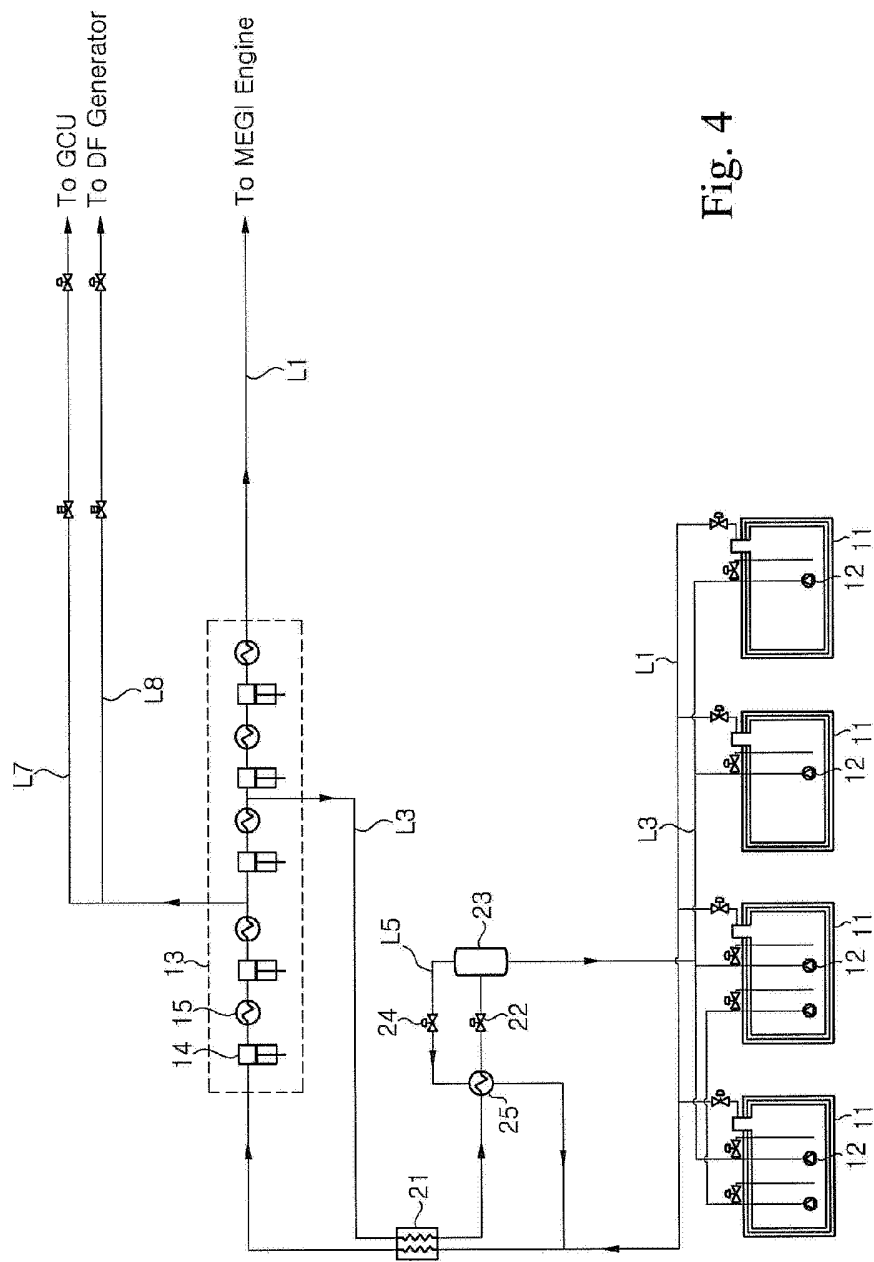 To GCU
To DF Generator
To MEGI Engine
L7
L8
L1
13
15
14
L3
L5
23
24
22
25
21
L1
L3
11
12
11
12
11
12
11
12
Fig. 4